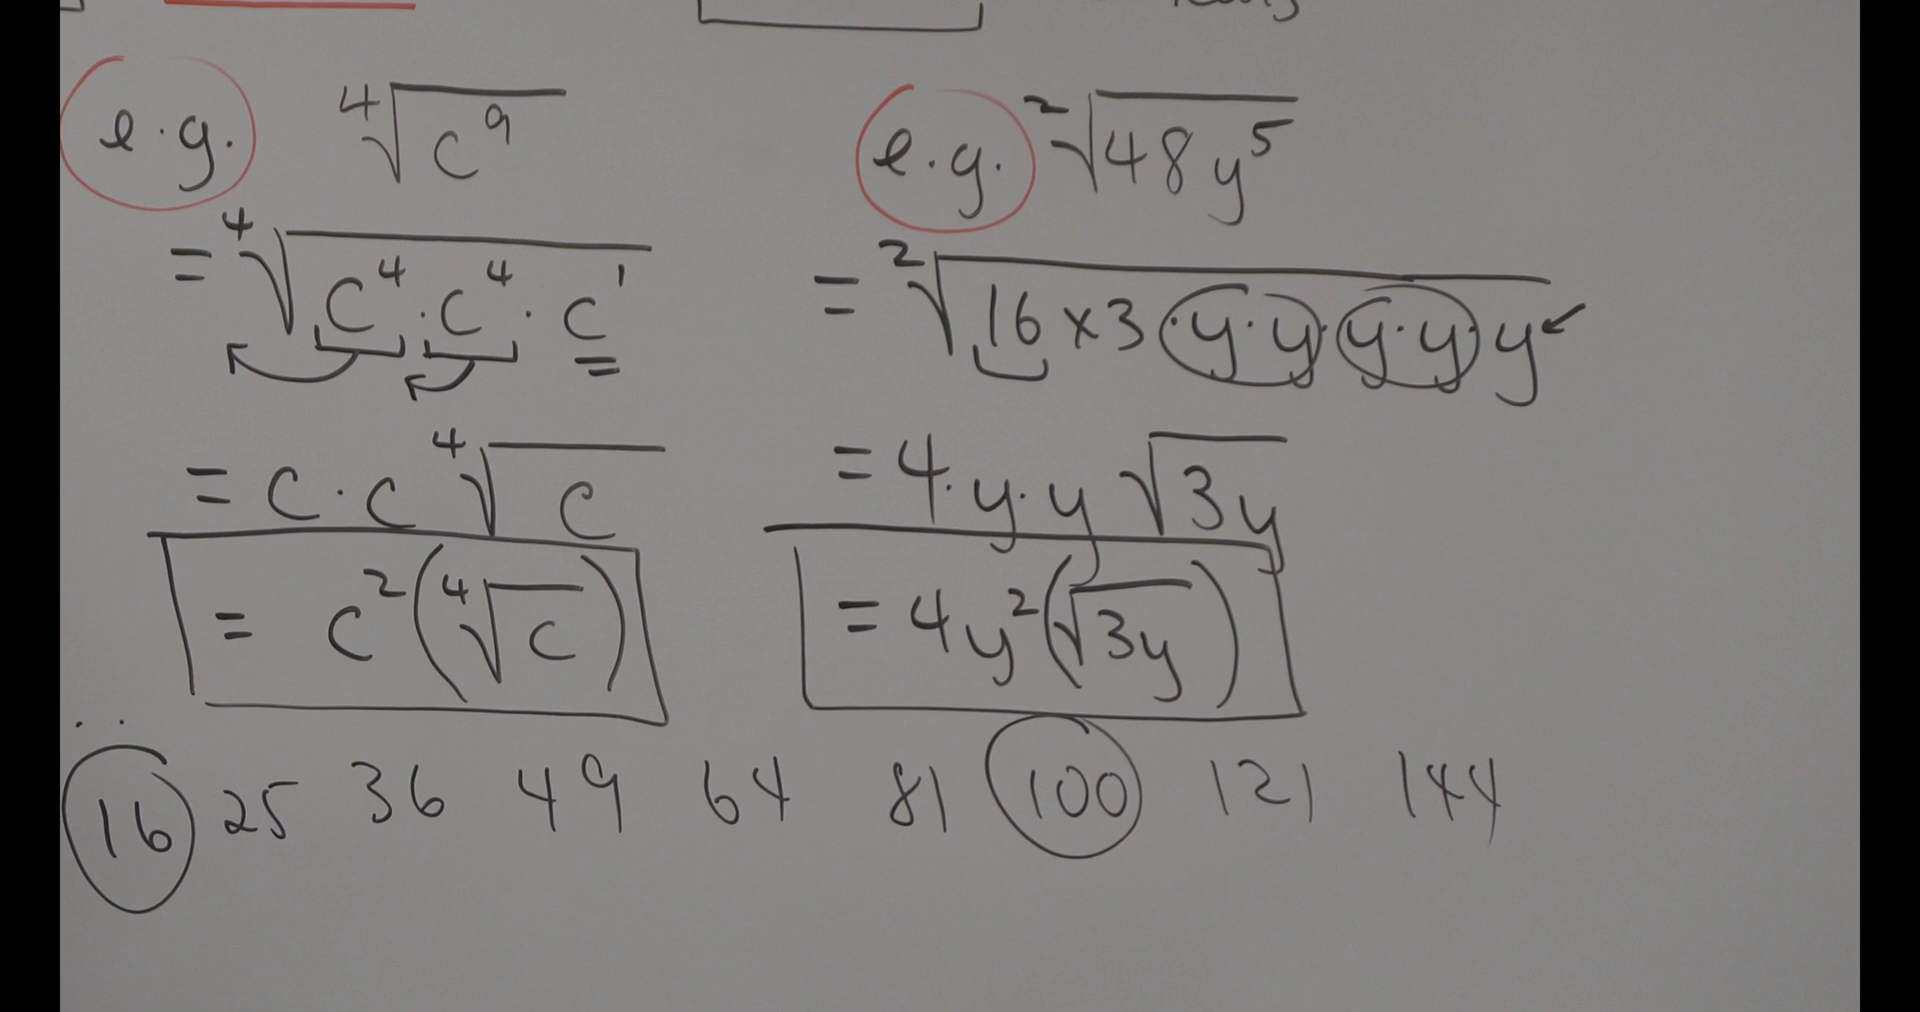 e.g. ⁴√c⁹
= ⁴√c⁴·c⁴·c¹
= c·c ⁴√c
= c²(⁴√c)
e.g. ²√48y⁵
= ²√16×3·y·y·y·y·y
= 4·y·y √3y
= 4y²(√3y)
16 25 36 49 64 81 100 121 144